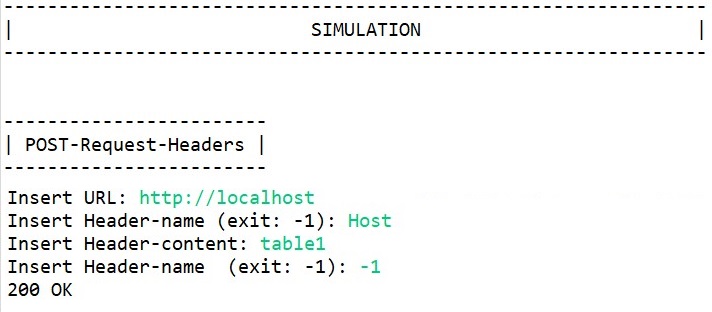 -----------------------------------------------------------------
| SIMULATION |
-----------------------------------------------------------------
------------------------
| POST-Request-Headers |
------------------------
Insert URL: http://localhost
Insert Header-name (exit: -1): Host
Insert Header-content: table1
Insert Header-name  (exit: -1): -1
200 OK